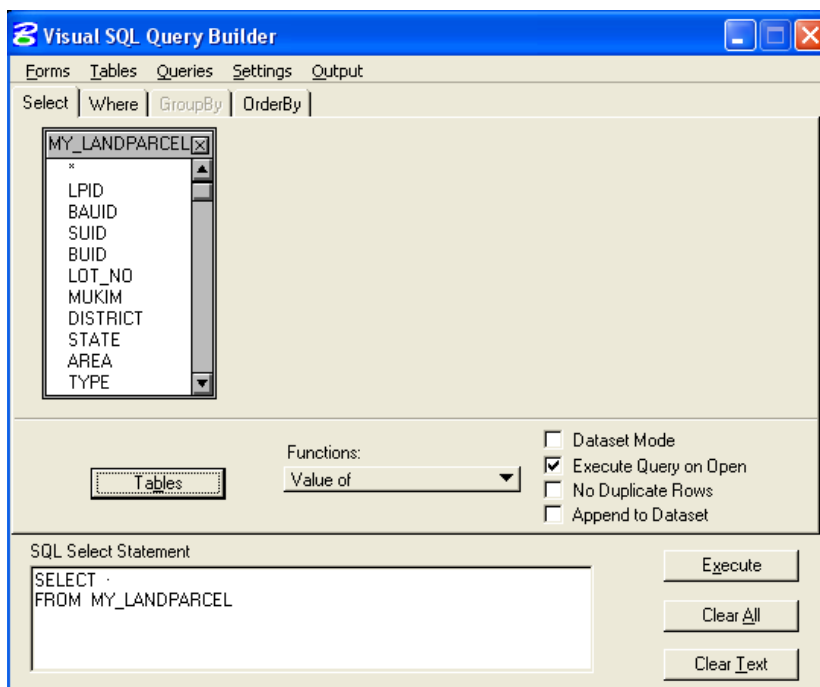 Visual SQL Query Builder
Forms Tables Queries Settings Output
Select Where GroupBy OrderBy
MY_LANDPARCEL
*
LPID
BAUID
SUID
BUID
LOT_NO
MUKIM
DISTRICT
STATE
AREA
TYPE
Tables
Functions:
Value of
Dataset Mode
Execute Query on Open
No Duplicate Rows
Append to Dataset
SQL Select Statement
SELECT *
FROM MY_LANDPARCEL
Execute
Clear All
Clear Text